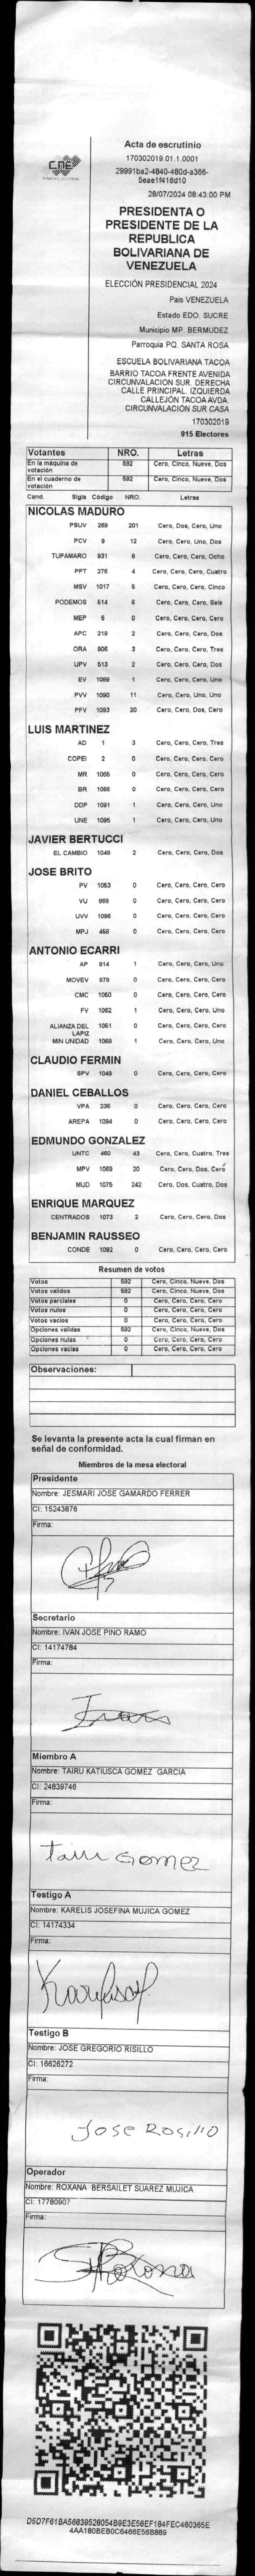 CNE
Acta de escrutinio
170302019.01.1.0001
29991ba2-4840-480d-a366-
5eae1f416d10
28/07/2024 08:43:00 PM
PRESIDENTA O
PRESIDENTE DE LA
REPUBLICA
BOLIVARIANA DE
VENEZUELA
ELECCIÓN PRESIDENCIAL 2024
Pais VENEZUELA
Estado EDO. SUCRE
Municipio MP. BERMUDEZ
Parroquia PQ. SANTA ROSA
ESCUELA BOLIVARIANA TACOA
BARRIO TACOA FRENTE AVENIDA
CIRCUNVALACION SUR. DERECHA
CALLE PRINCIPAL. IZQUIERDA
CALLEJÓN TACOA AVDA.
CIRCUNVALACIÓN SUR CASA
170302019
915 Electores
Votantes NRO. Letras
En la máquina de votación 592 Cero, Cinco, Nueve, Dos
En el cuaderno de votación 592 Cero, Cinco, Nueve, Dos
Cand. Sigla Código NRO. Letras
NICOLAS MADURO
PSUV 269 201 Cero, Dos, Cero, Uno
PCV 9 12 Cero, Cero, Uno, Dos
TUPAMARO 931 8 Cero, Cero, Cero, Ocho
PPT 276 4 Cero, Cero, Cero, Cuatro
MSV 1017 5 Cero, Cero, Cero, Cinco
PODEMOS 514 6 Cero, Cero, Cero, Seis
MEP 6 0 Cero, Cero, Cero, Cero
APC 219 2 Cero, Cero, Cero, Dos
ORA 906 3 Cero, Cero, Cero, Tres
UPV 513 2 Cero, Cero, Cero, Dos
EV 1089 1 Cero, Cero, Cero, Uno
PVV 1090 11 Cero, Cero, Uno, Uno
PFV 1093 20 Cero, Cero, Dos, Cero
LUIS MARTINEZ
AD 1 3 Cero, Cero, Cero, Tres
COPEI 2 0 Cero, Cero, Cero, Cero
MR 1065 0 Cero, Cero, Cero, Cero
BR 1066 0 Cero, Cero, Cero, Cero
DDP 1091 1 Cero, Cero, Cero, Uno
UNE 1095 1 Cero, Cero, Cero, Uno
JAVIER BERTUCCI
EL CAMBIO 1046 2 Cero, Cero, Cero, Dos
JOSE BRITO
PV 1053 0 Cero, Cero, Cero, Cero
VU 868 0 Cero, Cero, Cero, Cero
UVV 1096 0 Cero, Cero, Cero, Cero
MPJ 458 0 Cero, Cero, Cero, Cero
ANTONIO ECARRI
AP 814 1 Cero, Cero, Cero, Uno
MOVEV 678 0 Cero, Cero, Cero, Cero
CMC 1050 0 Cero, Cero, Cero, Cero
FV 1052 1 Cero, Cero, Cero, Uno
ALIANZA DEL LAPIZ 1051 0 Cero, Cero, Cero, Cero
MIN UNIDAD 1069 1 Cero, Cero, Cero, Uno
CLAUDIO FERMIN
SPV 1049 0 Cero, Cero, Cero, Cero
DANIEL CEBALLOS
VPA 236 0 Cero, Cero, Cero, Cero
AREPA 1094 0 Cero, Cero, Cero, Cero
EDMUNDO GONZALEZ
UNTC 460 43 Cero, Cero, Cuatro, Tres
MPV 1069 20 Cero, Cero, Dos, Cero
MUD 1075 242 Cero, Dos, Cuatro, Dos
ENRIQUE MARQUEZ
CENTRADOS 1073 2 Cero, Cero, Cero, Dos
BENJAMIN RAUSSEO
CONDE 1092 0 Cero, Cero, Cero, Cero
Resumen de votos
Votos 592 Cero, Cinco, Nueve, Dos
Votos validos 592 Cero, Cinco, Nueve, Dos
Votos parciales 0 Cero, Cero, Cero, Cero
Votos nulos 0 Cero, Cero, Cero, Cero
Votos vacios 0 Cero, Cero, Cero, Cero
Opciones validas 592 Cero, Cinco, Nueve, Dos
Opciones nulas 0 Cero, Cero, Cero, Cero
Opciones vacias 0 Cero, Cero, Cero, Cero
Observaciones:
Se levanta la presente acta la cual firman en
señal de conformidad.
Miembros de la mesa electoral
Presidente
Nombre: JESMARI JOSE GAMARDO FERRER
CI: 15243876
Firma:
Secretario
Nombre: IVAN JOSE PINO RAMO
CI: 14174784
Firma:
Ivan
Miembro A
Nombre: TAIRU KATIUSCA GOMEZ GARCIA
CI: 24839746
Firma:
Tairu Gomez
Testigo A
Nombre: KARELIS JOSEFINA MUJICA GOMEZ
CI: 14174334
Firma:
Testigo B
Nombre: JOSE GREGORIO RISILLO
CI: 16626272
Firma:
Jose Rosillo
Operador
Nombre: ROXANA BERSAILET SUAREZ MUJICA
CI: 17780907
Firma:
Roxana
D5D7F61BA56839528054B9E3E58EF184FEC460365E
4AA180BEB0C6466E56B889